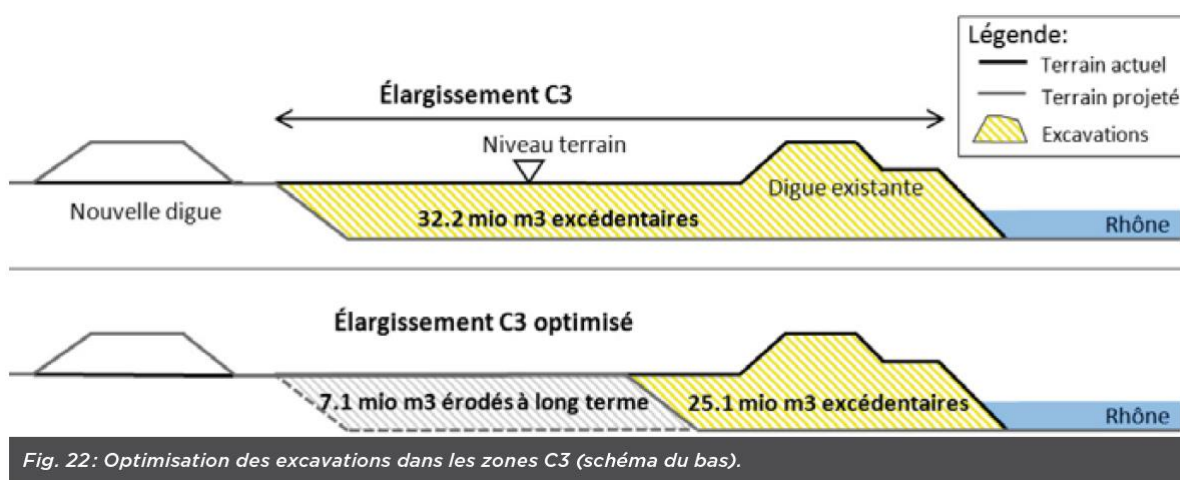 Légende:
Terrain actuel
Terrain projeté
Excavations
Élargissement C3
Niveau terrain
Nouvelle digue
Digue existante
32.2 mio m3 excédentaires
Rhône
Élargissement C3 optimisé
7.1 mio m3 érodés à long terme
25.1 mio m3 excédentaires
Rhône
Fig. 22: Optimisation des excavations dans les zones C3 (schéma du bas).